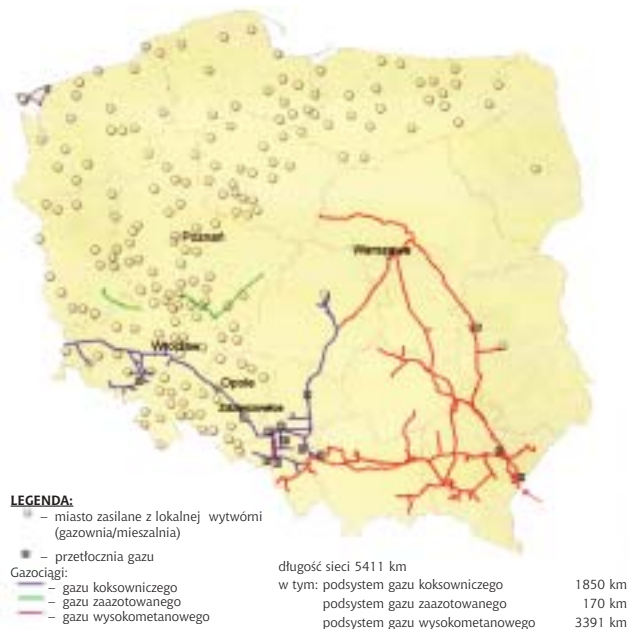 Poznań
Warszawa
Wrocław
Opole
Zdzieszowice
LEGENDA:
– miasto zasilane z lokalnej wytwórni
(gazownia/mieszalnia)
– przetłocznia gazu
Gazociągi:
– gazu koksowniczego
– gazu zaazotowanego
– gazu wysokometanowego
długość sieci 5411 km
w tym: podsystem gazu koksowniczego 1850 km
podsystem gazu zaazotowanego 170 km
podsystem gazu wysokometanowego 3391 km